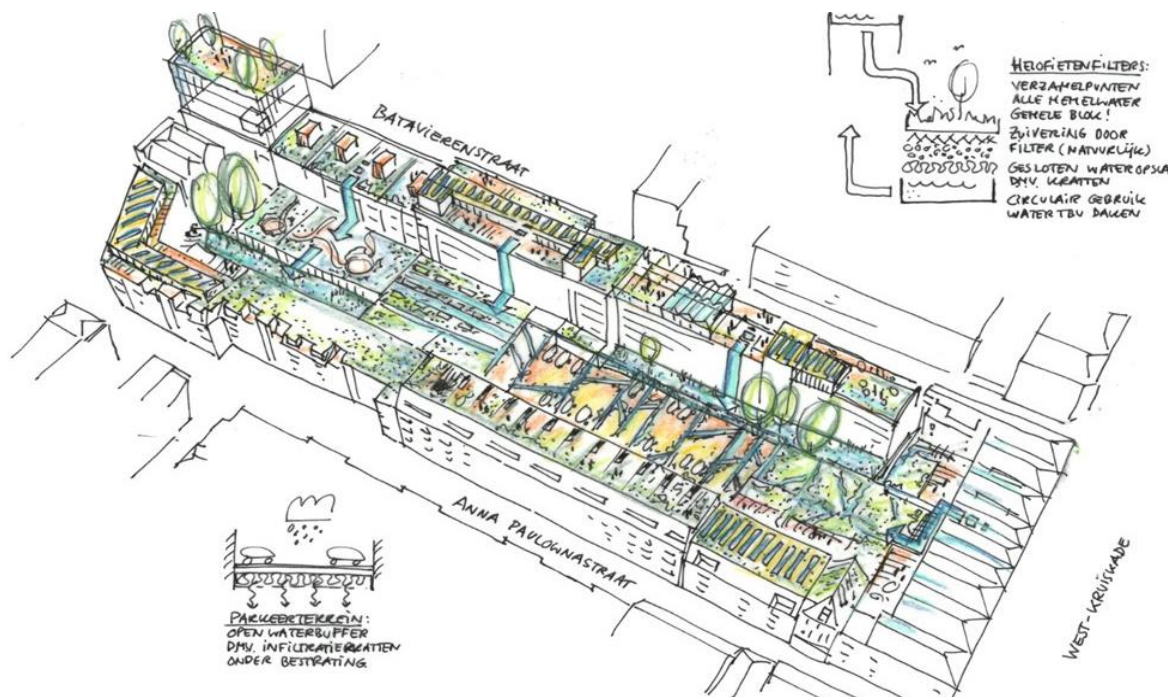 HELOFIETENFILTERS:
VERZAMELPUNTEN
ALLE HEMELWATER
GEHELE BLOK!
ZUIVERING DOOR
FILTER (NATUURLIJK)
GESLOTEN WATEROPSLA
DMV. KRATTEN
CIRCULAIR GEBRUIK
WATER TBV DAKEN
BATAVIERENSTRAAT
ANNA PAULOWNASTRAAT
WEST-KRUISKADE
PARKEERTERREIN:
OPEN WATERBUFFER
DMV. INFILTRATIEKRATTEN
ONDER BESTRATING